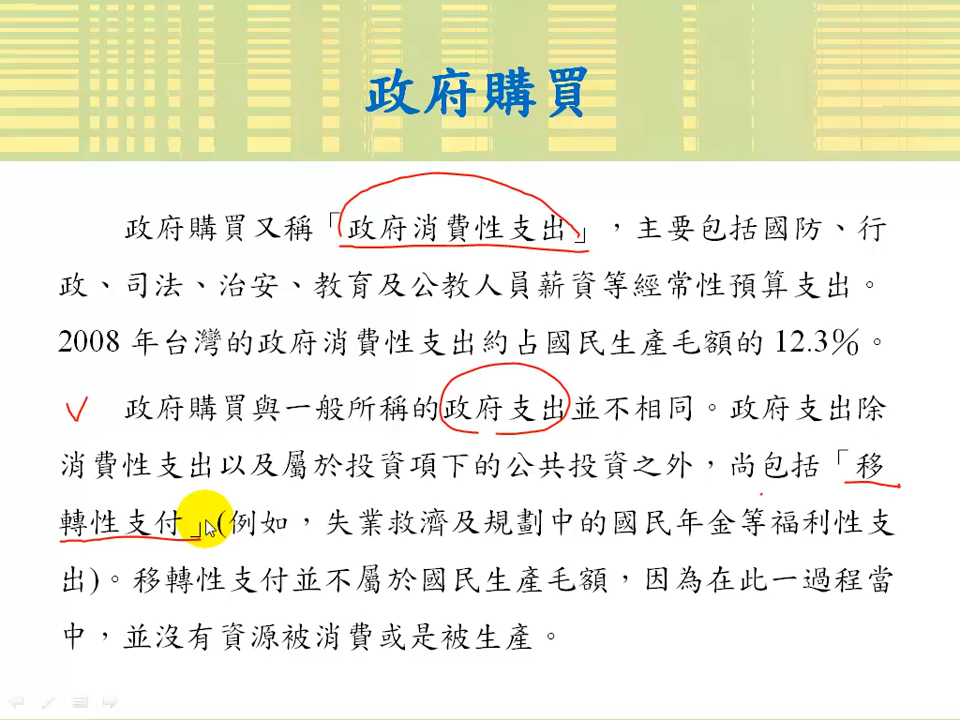 政府購買
政府購買又稱「政府消費性支出」，主要包括國防、行
政、司法、治安、教育及公教人員薪資等經常性預算支出。
2008 年台灣的政府消費性支出約占國民生產毛額的 12.3%。
政府購買與一般所稱的政府支出並不相同。政府支出除
消費性支出以及屬於投資項下的公共投資之外，尚包括「移
轉性支付」(例如，失業救濟及規劃中的國民年金等福利性支
出)。移轉性支付並不屬於國民生產毛額，因為在此一過程當
中，並沒有資源被消費或是被生產。